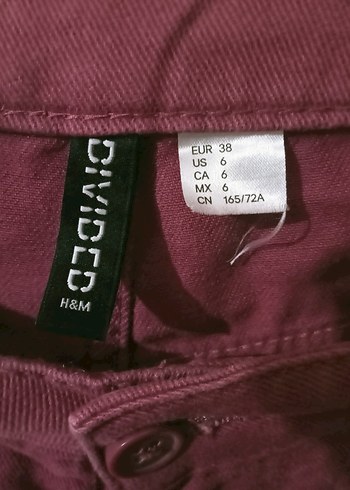 DIVIDED
H&M
EUR 38
US 6
CA 6
MX 6
CN 165/72A